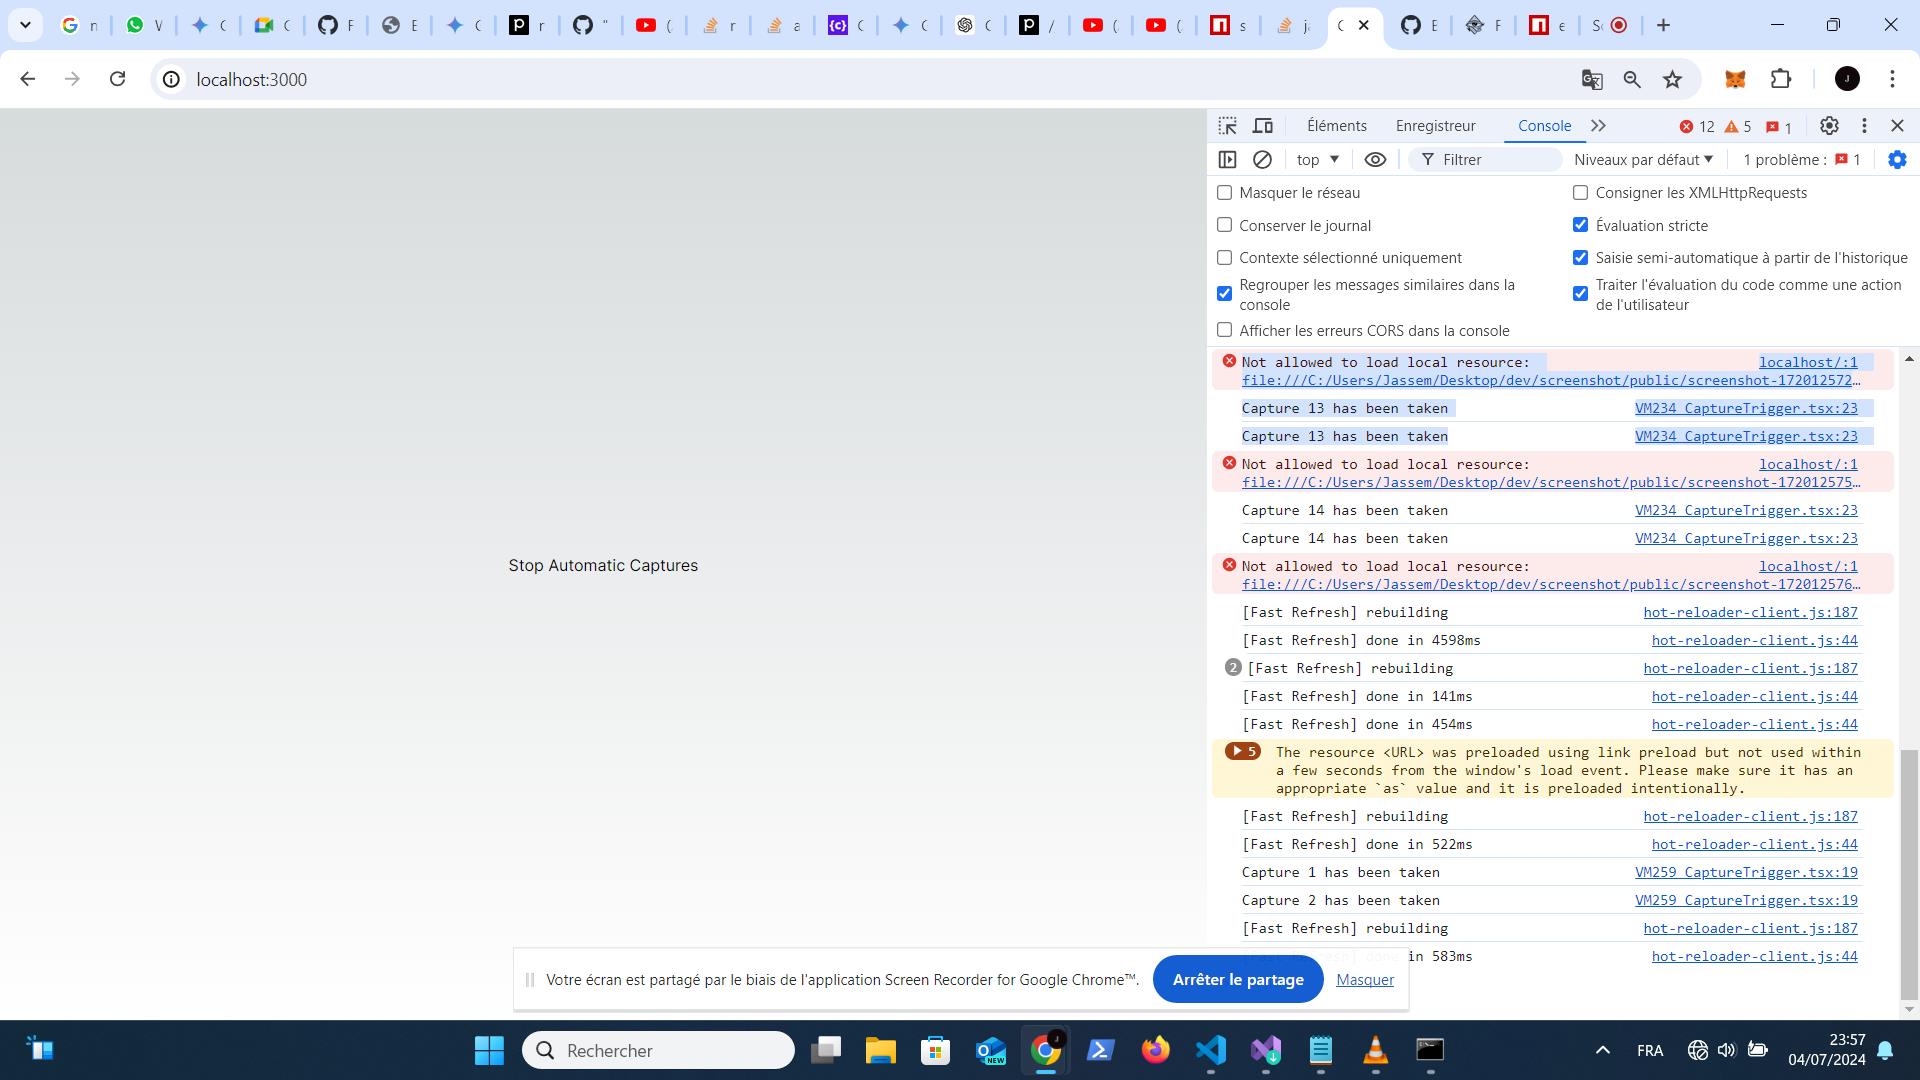 localhost:3000
Éléments Enregistreur Console 12 5 1
top Filtrer Niveaux par défaut 1 problème : 1
Masquer le réseau Consigner les XMLHttpRequests
Conserver le journal Évaluation stricte
Contexte sélectionné uniquement Saisie semi-automatique à partir de l'historique
Regrouper les messages similaires dans la console Traiter l'évaluation du code comme une action de l'utilisateur
Afficher les erreurs CORS dans la console
Not allowed to load local resource: localhost/:1
file:///C:/Users/Jassem/Desktop/dev/screenshot/public/screenshot-172012572…
Capture 13 has been taken VM234 CaptureTrigger.tsx:23
Capture 13 has been taken VM234 CaptureTrigger.tsx:23
Not allowed to load local resource: localhost/:1
file:///C:/Users/Jassem/Desktop/dev/screenshot/public/screenshot-172012575…
Capture 14 has been taken VM234 CaptureTrigger.tsx:23
Capture 14 has been taken VM234 CaptureTrigger.tsx:23
Not allowed to load local resource: localhost/:1
file:///C:/Users/Jassem/Desktop/dev/screenshot/public/screenshot-172012576…
[Fast Refresh] rebuilding hot-reloader-client.js:187
[Fast Refresh] done in 4598ms hot-reloader-client.js:44
2 [Fast Refresh] rebuilding hot-reloader-client.js:187
[Fast Refresh] done in 141ms hot-reloader-client.js:44
[Fast Refresh] done in 454ms hot-reloader-client.js:44
5 The resource <URL> was preloaded using link preload but not used within
a few seconds from the window's load event. Please make sure it has an
appropriate `as` value and it is preloaded intentionally.
[Fast Refresh] rebuilding hot-reloader-client.js:187
[Fast Refresh] done in 522ms hot-reloader-client.js:44
Capture 1 has been taken VM259 CaptureTrigger.tsx:19
Capture 2 has been taken VM259 CaptureTrigger.tsx:19
[Fast Refresh] rebuilding hot-reloader-client.js:187
in 583ms hot-reloader-client.js:44
Stop Automatic Captures
Votre écran est partagé par le biais de l'application Screen Recorder for Google Chrome™. Arrêter le partage Masquer
Rechercher
NEW
FRA
23:57
04/07/2024